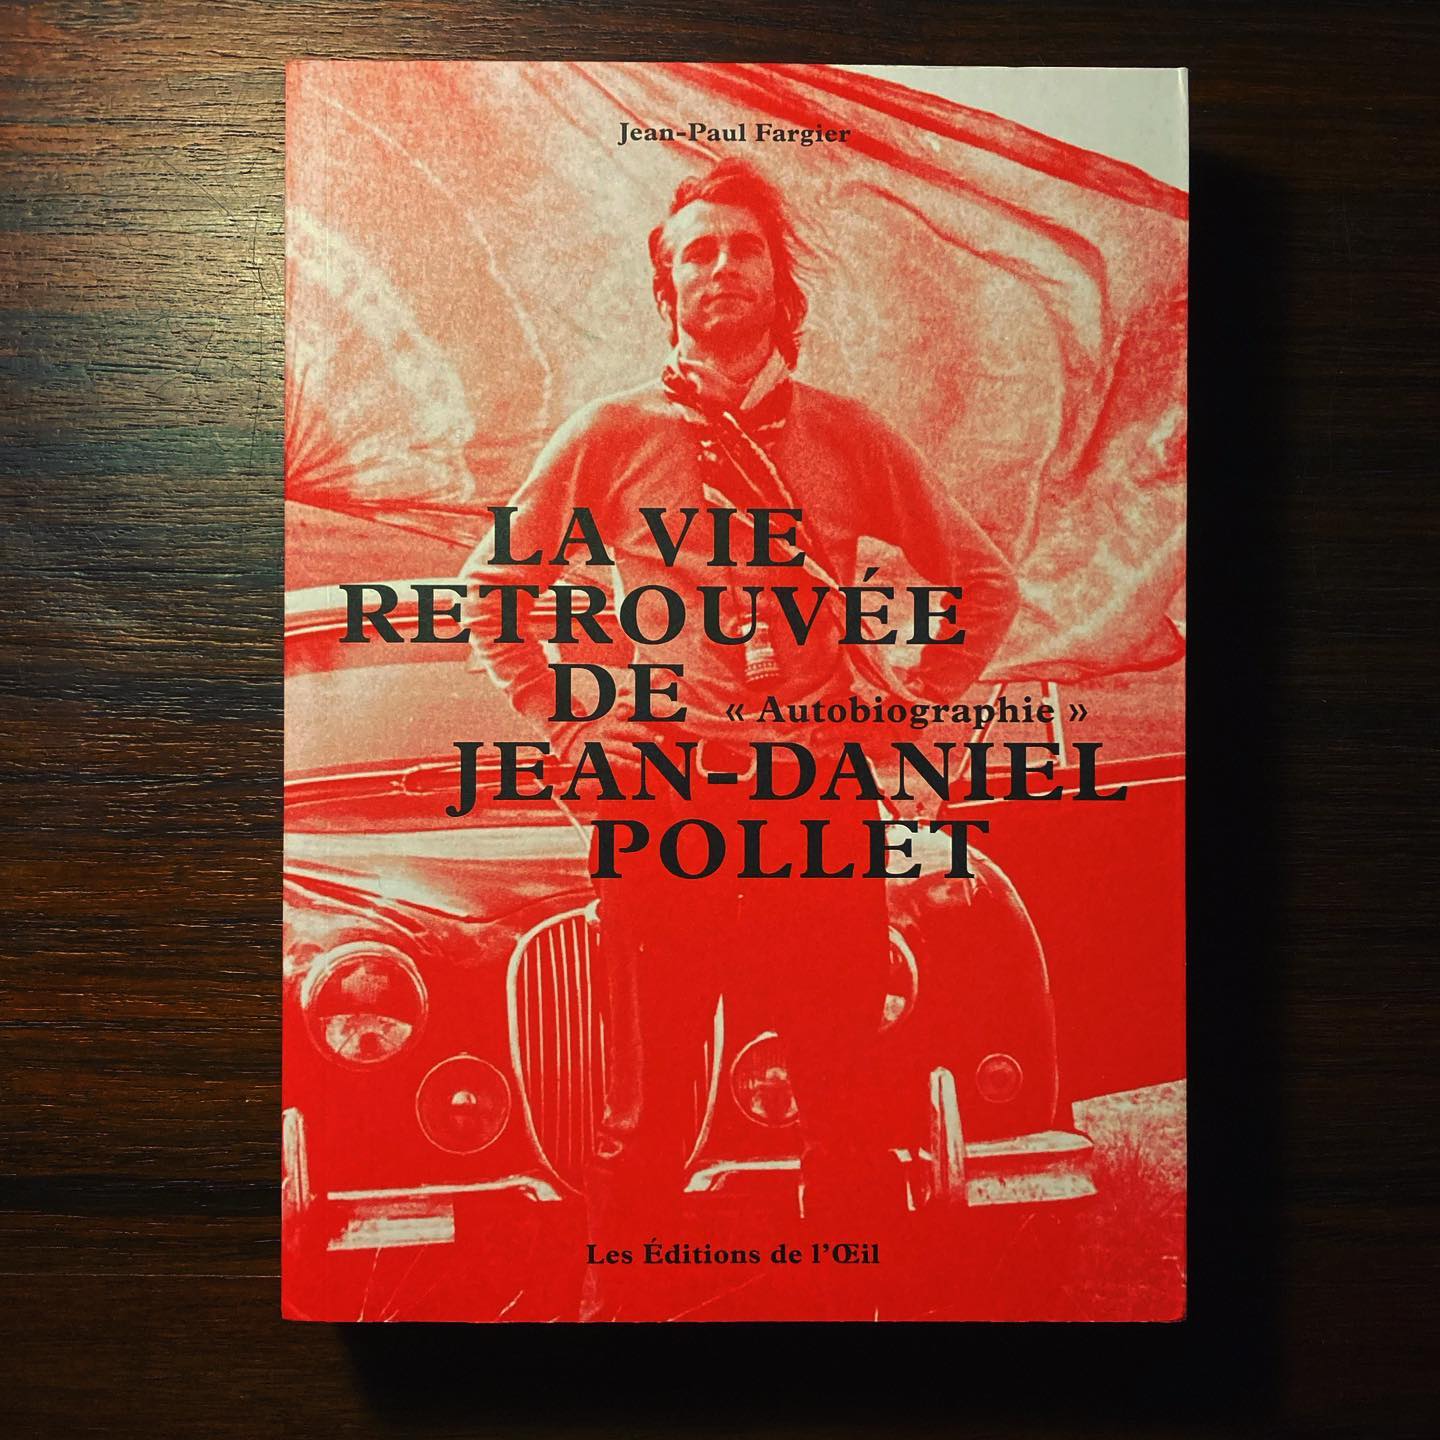 Jean-Paul Fargier
LA VIE
RETROUVÉE
DE « Autobiographie »
JEAN-DANIEL
POLLET
Les Éditions de l’Œil